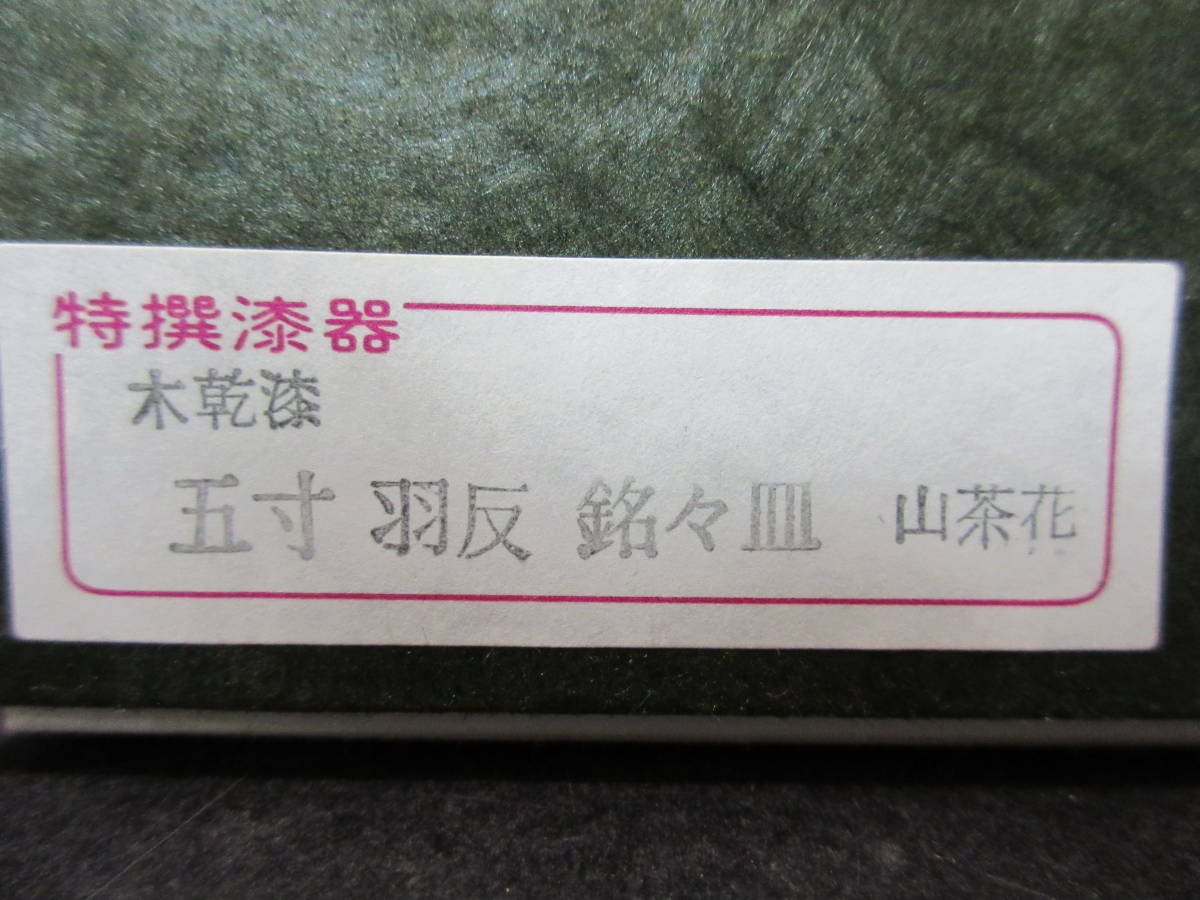 特撰漆器
木乾漆
五寸 羽反 銘々皿 山茶花